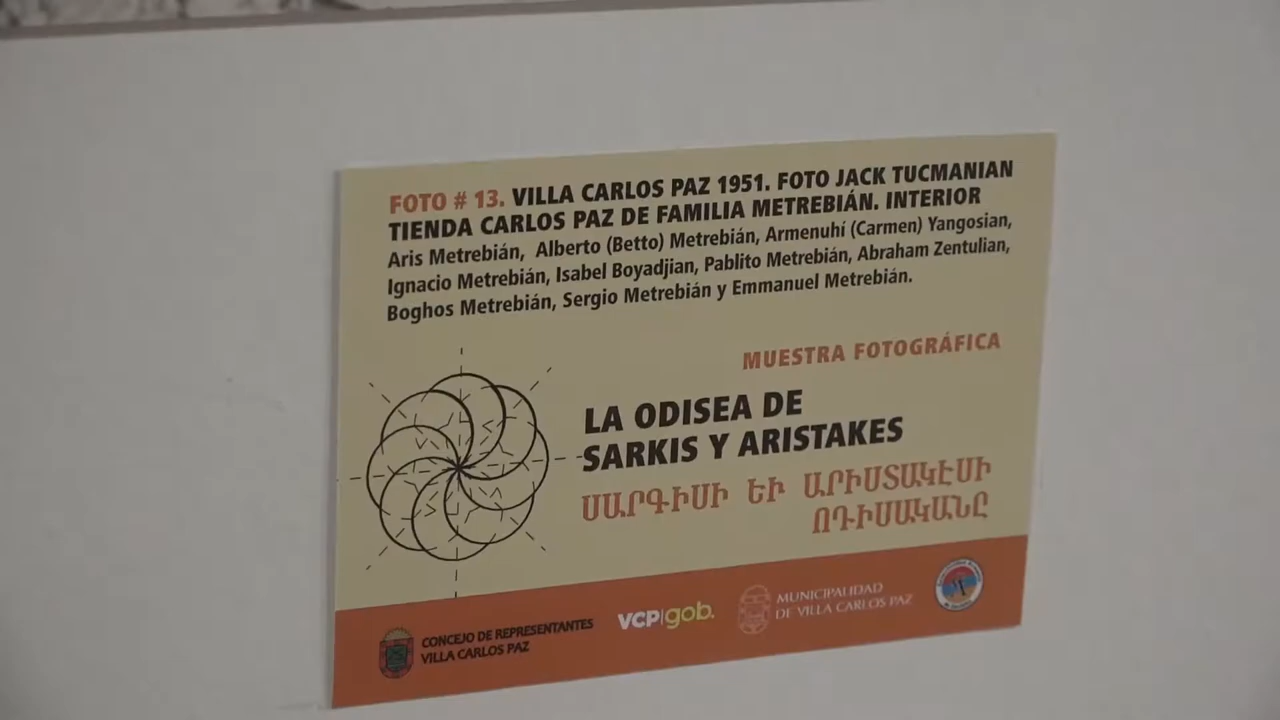 FOTO # 13. VILLA CARLOS PAZ 1951. FOTO JACK TUCMANIAN
TIENDA CARLOS PAZ DE FAMILIA METREBIÁN. INTERIOR
Aris Metrebián, Alberto (Betto) Metrebián, Armenuhí (Carmen) Yangosian,
Ignacio Metrebián, Isabel Boyadjian, Pablito Metrebián, Abraham Zentulian,
Boghos Metrebián, Sergio Metrebián y Emmanuel Metrebián.
MUESTRA FOTOGRÁFICA
LA ODISEA DE
SARKIS Y ARISTAKES
ՍԱՐԳԻՍԻ ԵՒ ԱՐԻՍՏԱԿԷՍԻ
ՈԴԻՍԱԿԱՆԸ
CONCEJO DE REPRESENTANTES
VILLA CARLOS PAZ
VCP|gob.
MUNICIPALIDAD
DE VILLA CARLOS PAZ